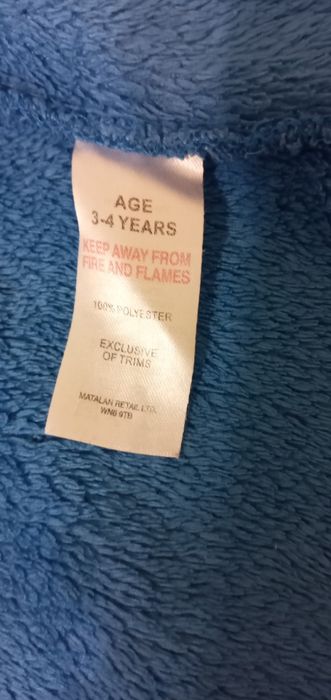 AGE
3-4 YEARS
KEEP AWAY FROM
FIRE AND FLAMES
100% POLYESTER
EXCLUSIVE
OF TRIMS
MATALAN RETAIL LTD.
WN8 9TB